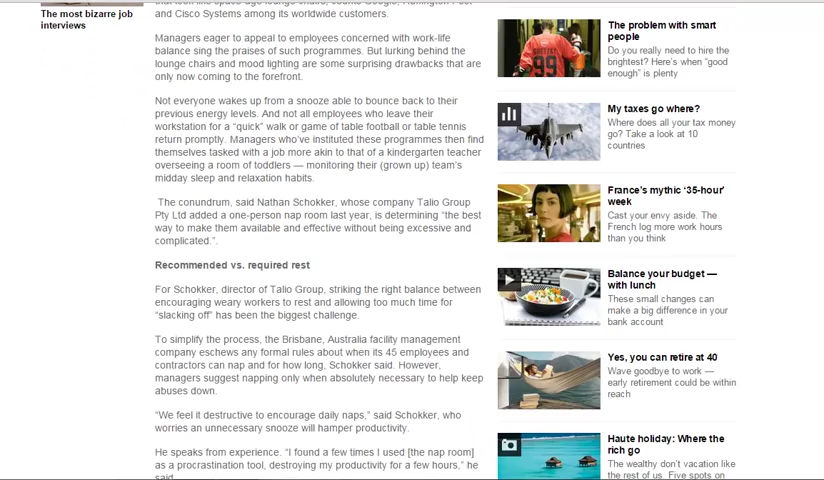 The most bizarre job
interviews
and Cisco Systems among its worldwide customers.
Managers eager to appeal to employees concerned with work-life
balance sing the praises of such programmes. But lurking behind the
lounge chairs and mood lighting are some surprising drawbacks that are
only now coming to the forefront.
Not everyone wakes up from a snooze able to bounce back to their
previous energy levels. And not all employees who leave their
workstation for a “quick” walk or game of table football or table tennis
return promptly. Managers who’ve instituted these programmes then find
themselves tasked with a job more akin to that of a kindergarten teacher
overseeing a room of toddlers — monitoring their (grown up) team’s
midday sleep and relaxation habits.
The conundrum, said Nathan Schokker, whose company Talio Group
Pty Ltd added a one-person nap room last year, is determining “the best
way to make them available and effective without being excessive and
complicated.”.
Recommended vs. required rest
For Schokker, director of Talio Group, striking the right balance between
encouraging weary workers to rest and allowing too much time for
“slacking off” has been the biggest challenge.
To simplify the process, the Brisbane, Australia facility management
company eschews any formal rules about when its 45 employees and
contractors can nap and for how long, Schokker said. However,
managers suggest napping only when absolutely necessary to help keep
abuses down.
“We feel it destructive to encourage daily naps,” said Schokker, who
worries an unnecessary snooze will hamper productivity.
He speaks from experience. “I found a few times I used [the nap room]
as a procrastination tool, destroying my productivity for a few hours,” he
said
The problem with smart
people
Do you really need to hire the
brightest? Here’s when “good
enough” is plenty
99
My taxes go where?
Where does all your tax money
go? Take a look at 10
countries
France’s mythic ‘35-hour’
week
Cast your envy aside. The
French log more work hours
than you think
Balance your budget —
with lunch
These small changes can
make a big difference in your
bank account
Yes, you can retire at 40
Wave goodbye to work —
early retirement could be within
reach
Haute holiday: Where the
rich go
The wealthy don’t vacation like
the rest of us. Five spots on